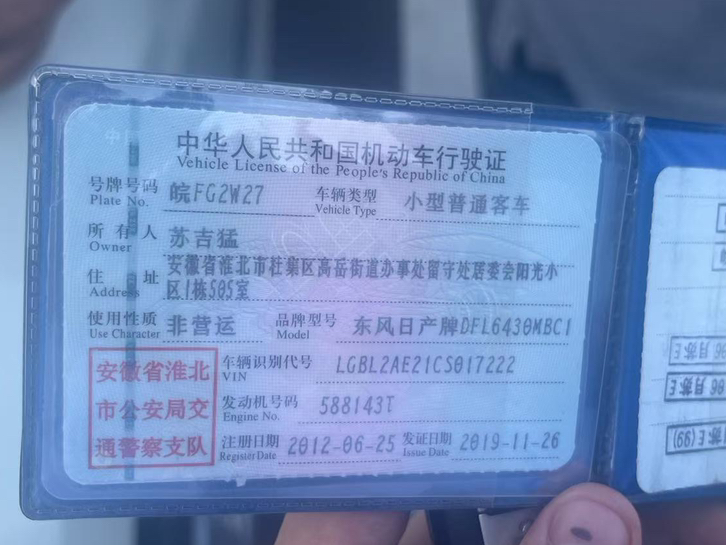 中华人民共和国机动车行驶证
Vehicle License of the People's Republic of China
号牌号码 皖FG2W27 车辆类型 小型普通客车
Plate No. Vehicle Type
所有人 苏吉猛
Owner
住址 安徽省淮北市杜集区高岳街道办事处留守处居委会阳光小
Address 区1栋505室
使用性质 非营运 品牌型号 东风日产牌DFL6430MBC1
Use Character Model
安徽省淮北
市公安局交
通警察支队
车辆识别代号 LGBL2AE21CS017222
VIN
发动机号码 588143T
Engine No.
注册日期 2012-06-25 发证日期 2019-11-26
Register Date Issue Date